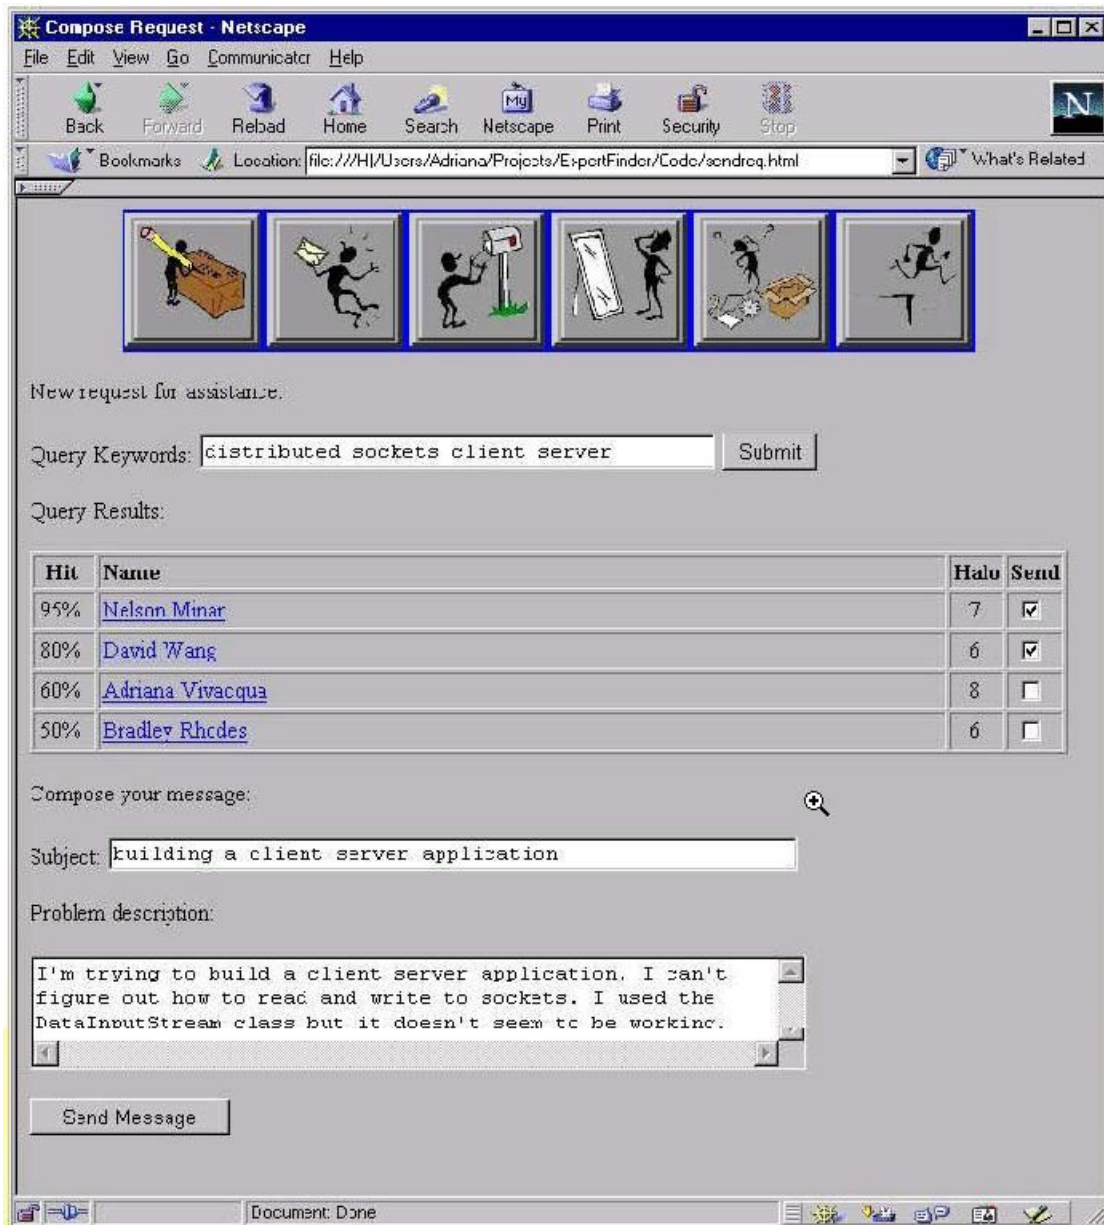 Compose Request - Netscape
File Edit View Go Communicator Help
Back Forward Reload Home Search Netscape Print Security Stop
My
N
Bookmarks Location: file:///H|/Users/Adriana/Projects/ExpertFinder/Code/sendreq.html What's Related
New request for assistance:
Query Keywords: distributed sockets client server Submit
Query Results:
Hit Name Halo Send
95% Nelson Minar 7
80% David Wang 6
60% Adriana Vivacqua 8
50% Bradley Rhodes 6
Compose your message:
Subject: building a client server application
Problem description:
I'm trying to build a client server application. I can't
figure out how to read and write to sockets. I used the
DataInputStream class but it doesn't seem to be working.
Send Message
Document: Done